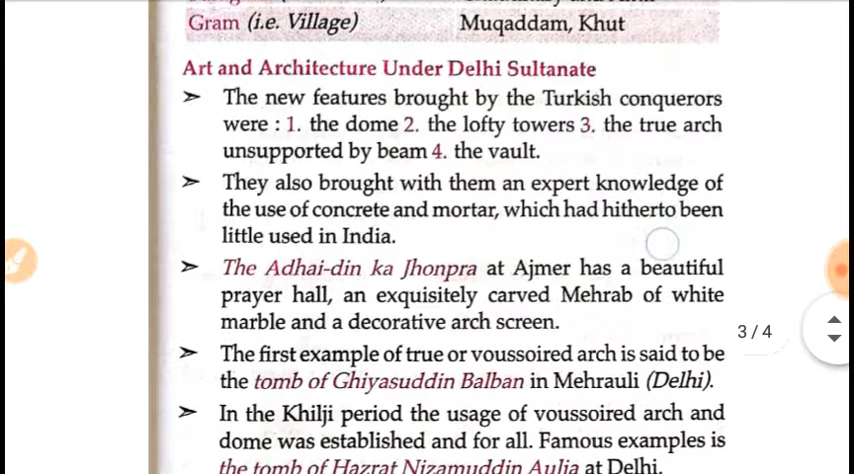 Gram (i.e. Village) Muqaddam, Khut
Art and Architecture Under Delhi Sultanate
➢ The new features brought by the Turkish conquerors
were : 1. the dome 2. the lofty towers 3. the true arch
unsupported by beam 4. the vault.
➢ They also brought with them an expert knowledge of
the use of concrete and mortar, which had hitherto been
little used in India.
➢ The Adhai-din ka Jhonpra at Ajmer has a beautiful
prayer hall, an exquisitely carved Mehrab of white
marble and a decorative arch screen.
3/4
➢ The first example of true or voussoired arch is said to be
the tomb of Ghiyasuddin Balban in Mehrauli (Delhi).
➢ In the Khilji period the usage of voussoired arch and
dome was established and for all. Famous examples is
the tomb of Hazrat Nizamuddin Aulia at Delhi.